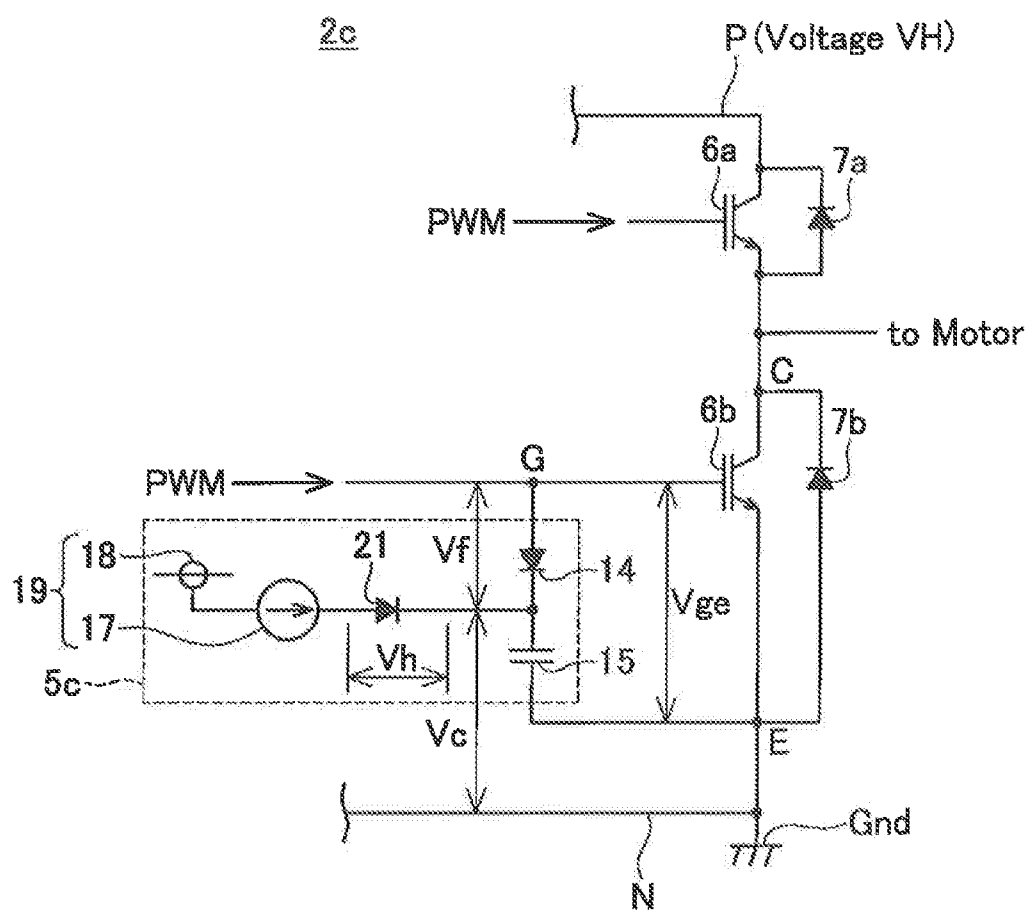 2c
P (Voltage VH)
6a
7a
PWM
to Motor
C
6b
7b
G
PWM
18
21
Vf
14
19
Vge
17
Vh
15
5c
Vc
E
Gnd
N